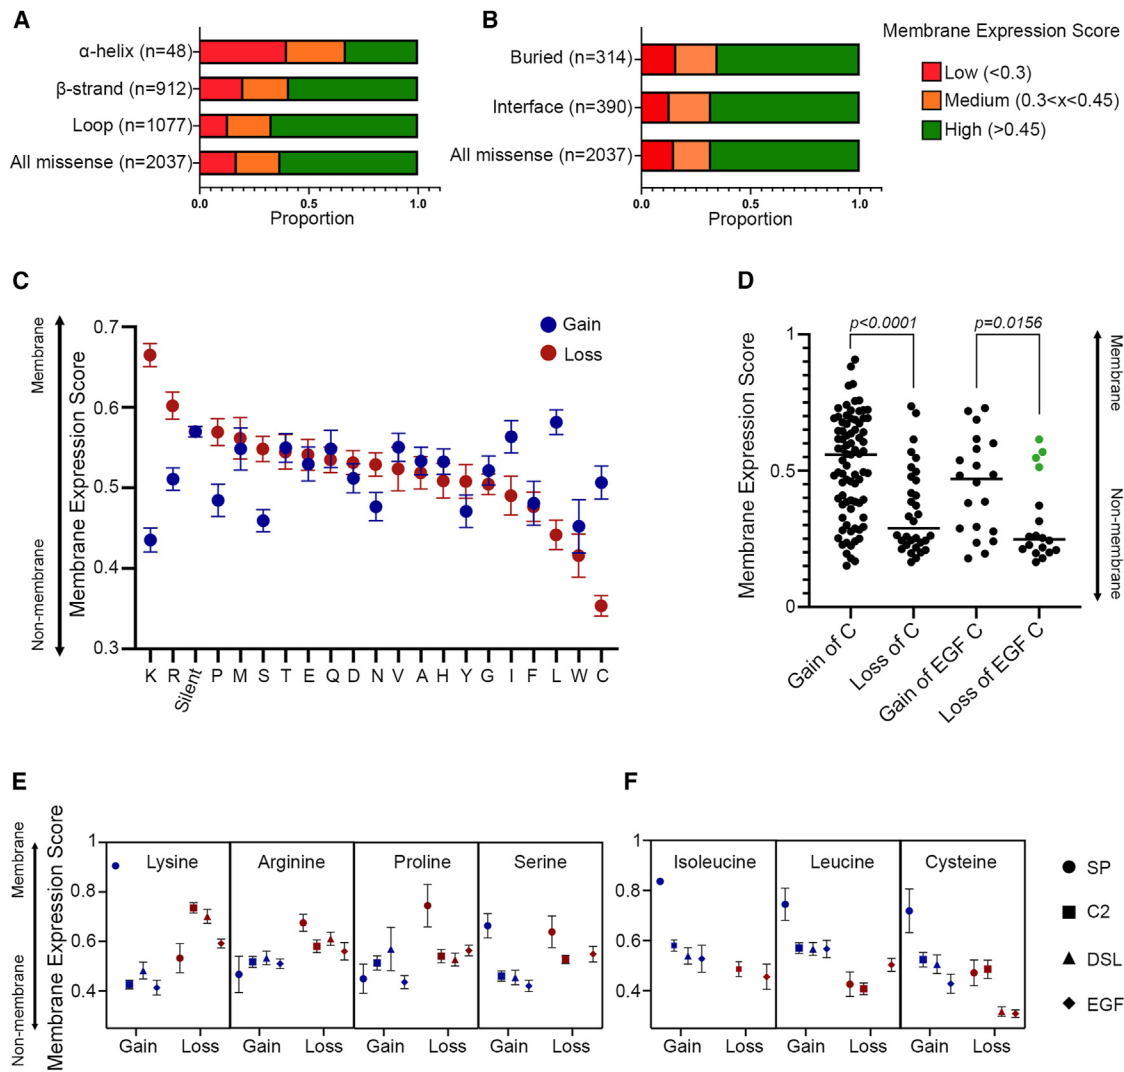 A
α-helix (n=48)
β-strand (n=912)
Loop (n=1077)
All missense (n=2037)
0.0
0.5
1.0
Proportion
B
Buried (n=314)
Interface (n=390)
All missense (n=2037)
0.0
0.5
1.0
Proportion
Membrane Expression Score
Low (<0.3)
Medium (0.3<x<0.45)
High (>0.45)
C
Membrane
Non-membrane
Membrane Expression Score
0.7
0.6
0.5
0.4
0.3
Gain
Loss
K R Silent P M S T E Q D N V A H Y G I F L W C
D
Membrane Expression Score
1
0.5
0
p<0.0001
p=0.0156
Membrane
Non-membrane
Gain of C
Loss of C
Gain of EGF C
Loss of EGF C
E
Membrane
Non-membrane
Membrane Expression Score
1
0.8
0.6
0.4
Lysine
Arginine
Proline
Serine
Gain Loss Gain Loss Gain Loss Gain Loss
F
0.8
0.6
0.4
Isoleucine
Leucine
Cysteine
Gain Loss Gain Loss Gain Loss
SP
C2
DSL
EGF